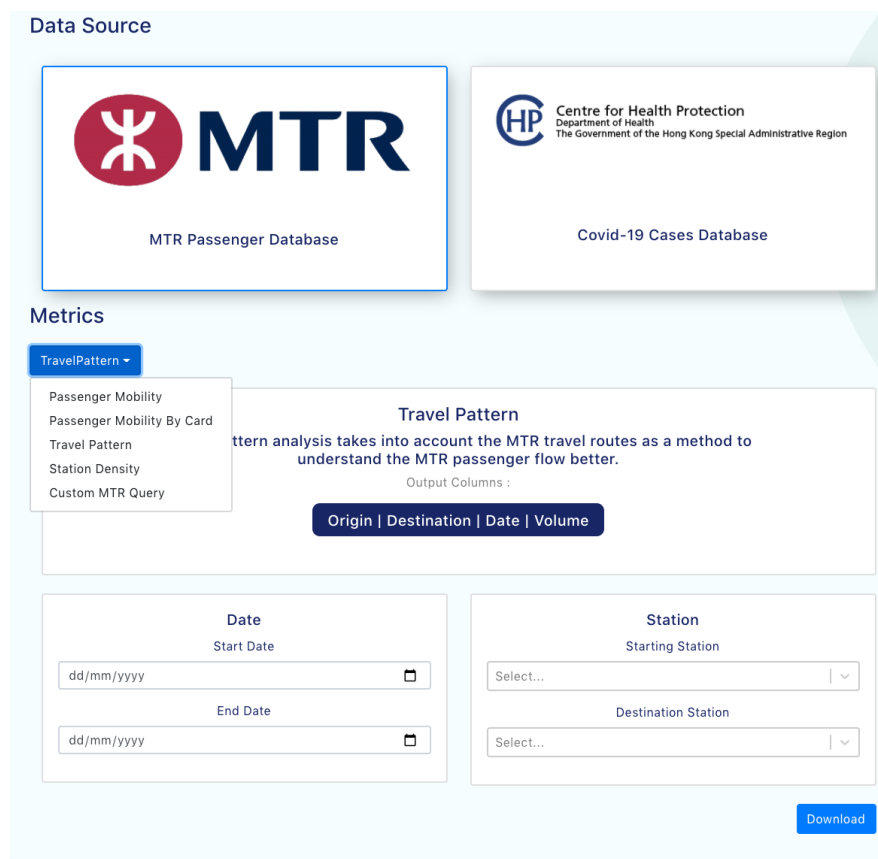 Data Source
MTR
MTR Passenger Database
CHP
Centre for Health Protection
Department of Health
The Government of the Hong Kong Special Administrative Region
Covid-19 Cases Database
Metrics
TravelPattern
Passenger Mobility
Passenger Mobility By Card
Travel Pattern
Station Density
Custom MTR Query
Travel Pattern
ttern analysis takes into account the MTR travel routes as a method to
understand the MTR passenger flow better.
Output Columns :
Origin | Destination | Date | Volume
Date
Start Date
dd/mm/yyyy
End Date
dd/mm/yyyy
Station
Starting Station
Select...
Destination Station
Select...
Download